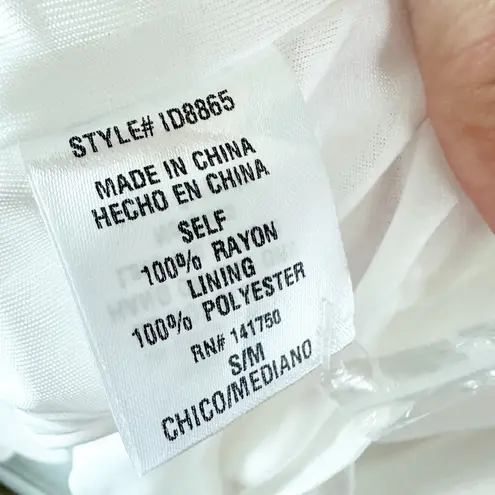 STYLE# ID8865
MADE IN CHINA
HECHO EN CHINA
SELF
100% RAYON
LINING
100% POLYESTER
RN# 141750
S/M
CHICO/MEDIANO